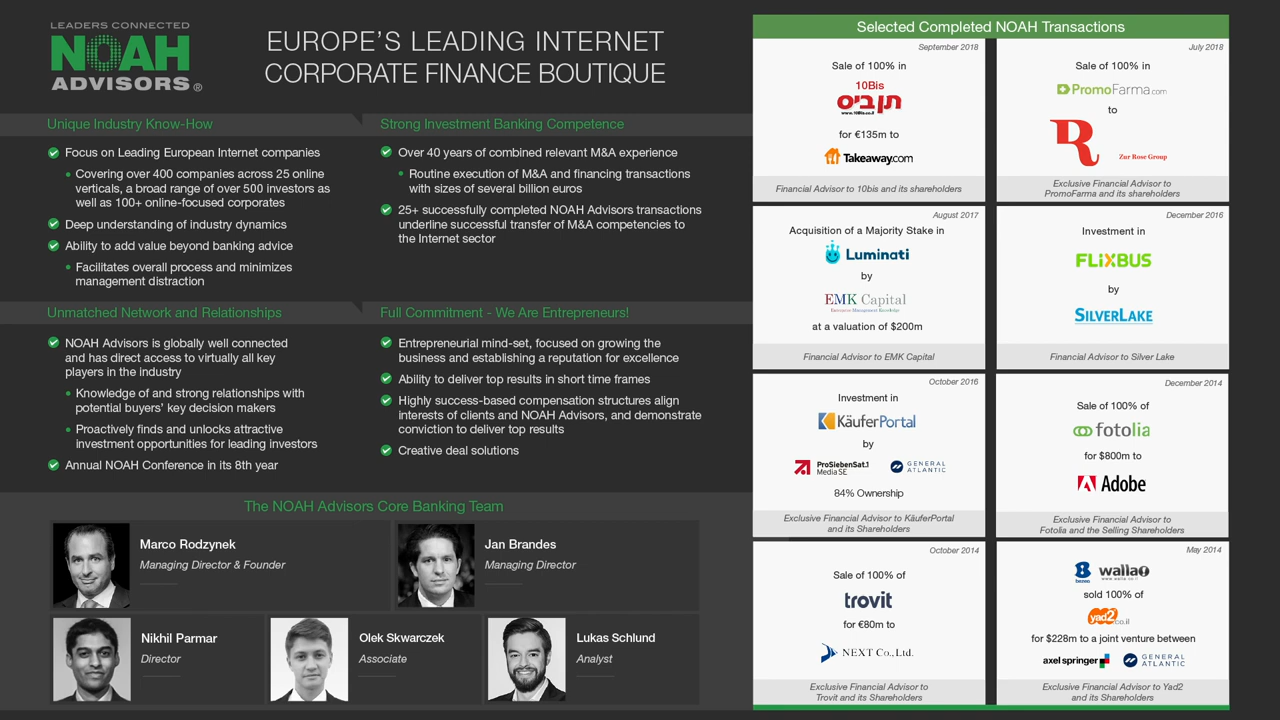 LEADERS CONNECTED
NOAH
ADVISORS®
EUROPE'S LEADING INTERNET
CORPORATE FINANCE BOUTIQUE
Unique Industry Know-How
Focus on Leading European Internet companies
Covering over 400 companies across 25 online
verticals, a broad range of over 500 investors as
well as 100+ online-focused corporates
Deep understanding of industry dynamics
Ability to add value beyond banking advice
Facilitates overall process and minimizes
management distraction
Strong Investment Banking Competence
Over 40 years of combined relevant M&A experience
Routine execution of M&A and financing transactions
with sizes of several billion euros
25+ successfully completed NOAH Advisors transactions
underline successful transfer of M&A competencies to
the Internet sector
Unmatched Network and Relationships
NOAH Advisors is globally well connected
and has direct access to virtually all key
players in the industry
Knowledge of and strong relationships with
potential buyers' key decision makers
Proactively finds and unlocks attractive
investment opportunities for leading investors
Annual NOAH Conference in its 8th year
Full Commitment - We Are Entrepreneurs!
Entrepreneurial mind-set, focused on growing the
business and establishing a reputation for excellence
Ability to deliver top results in short time frames
Highly success-based compensation structures align
interests of clients and NOAH Advisors, and demonstrate
conviction to deliver top results
Creative deal solutions
The NOAH Advisors Core Banking Team
Marco Rodzynek
Managing Director & Founder
Jan Brandes
Managing Director
Nikhil Parmar
Director
Olek Skwarczek
Associate
Lukas Schlund
Analyst
Selected Completed NOAH Transactions
September 2018
Sale of 100% in
10Bis
תן ביס
www.10Bis.co.il
for €135m to
Takeaway.com
Financial Advisor to 10bis and its shareholders
July 2018
Sale of 100% in
PromoFarma.com
to
R
Zur Rose Group
Exclusive Financial Advisor to
PromoFarma and its shareholders
August 2017
Acquisition of a Majority Stake in
Luminati
by
EMK Capital
Enterprise Management Knowledge
at a valuation of $200m
Financial Advisor to EMK Capital
December 2016
Investment in
FLiXBUS
by
SILVERLAKE
Financial Advisor to Silver Lake
October 2016
Investment in
KäuferPortal
by
ProSiebenSat.1
Media SE
GENERAL
ATLANTIC
84% Ownership
Exclusive Financial Advisor to KäuferPortal
and its Shareholders
December 2014
Sale of 100% of
fotolia
for $800m to
Adobe
Exclusive Financial Advisor to
Fotolia and the Selling Shareholders
October 2014
Sale of 100% of
trovit
for €80m to
NEXT Co., Ltd.
Exclusive Financial Advisor to
Trovit and its Shareholders
May 2014
bezeq
walla!
www.walla.co.il
sold 100% of
yad2.co.il
for $228m to a joint venture between
axel springer
GENERAL
ATLANTIC
Exclusive Financial Advisor to Yad2
and its Shareholders